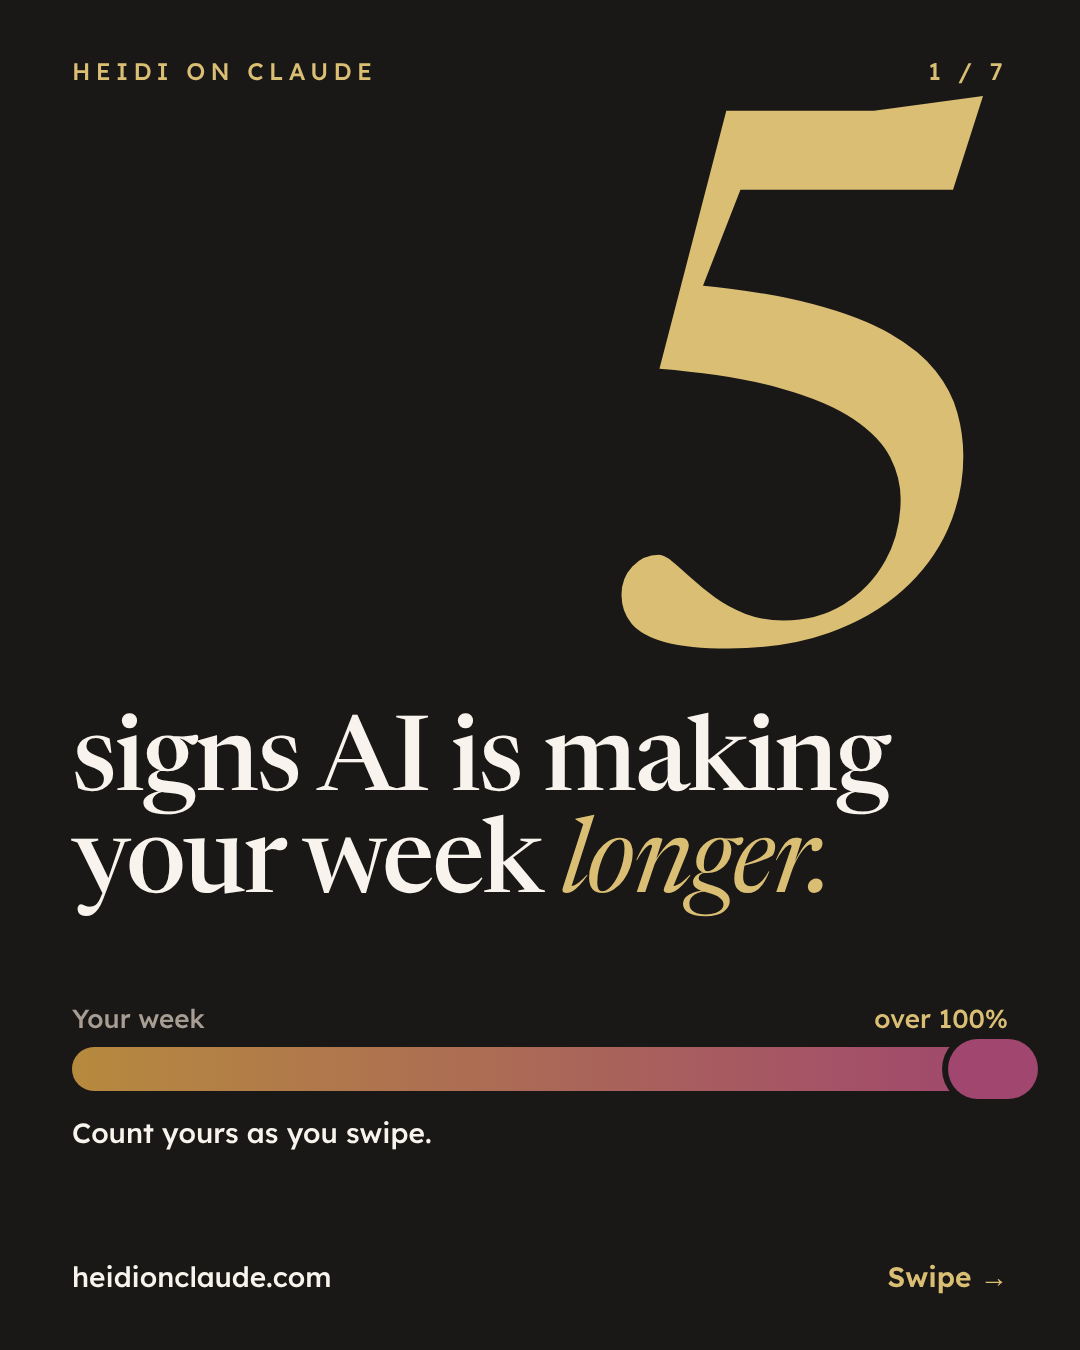 HEIDI ON CLAUDE
1 / 7
5
signs AI is making
your week longer.
Your week
over 100%
Count yours as you swipe.
heidionclaude.com
Swipe →